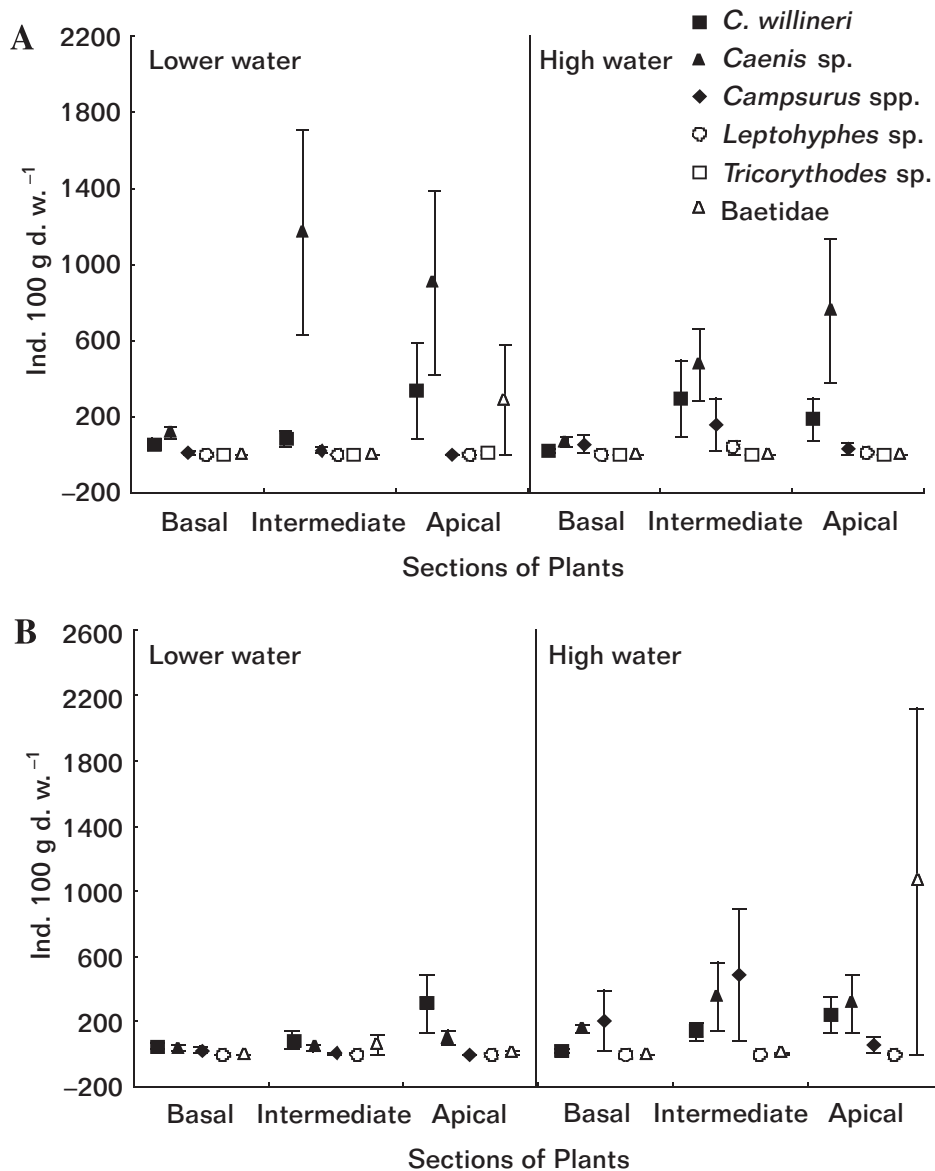 A
2200
1800
1400
1000
600
200
−200
Ind. 100 g d. w.⁻¹
Lower water
High water
C. willineri
Caenis sp.
Campsurus spp.
Leptohyphes sp.
Tricorythodes sp.
Baetidae
Basal Intermediate Apical Basal Intermediate Apical
Sections of Plants
B
2600
2200
1800
1400
1000
600
200
−200
Ind. 100 g d. w.⁻¹
Lower water
High water
Basal Intermediate Apical Basal Intermediate Apical
Sections of Plants